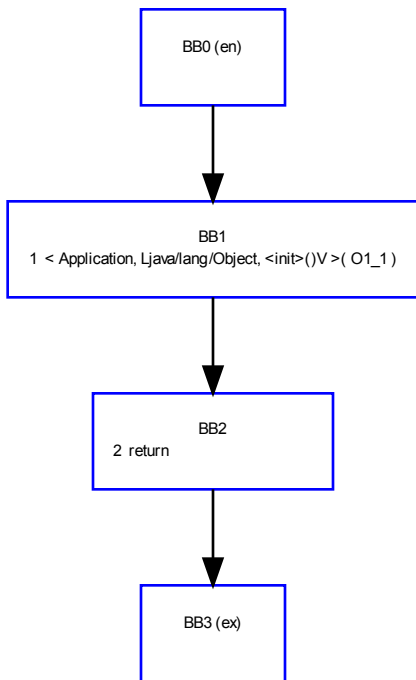 BB0 (en)
BB1
1 < Application, Ljava/lang/Object, <init>()V >( O1_1 )
BB2
2 return
BB3 (ex)